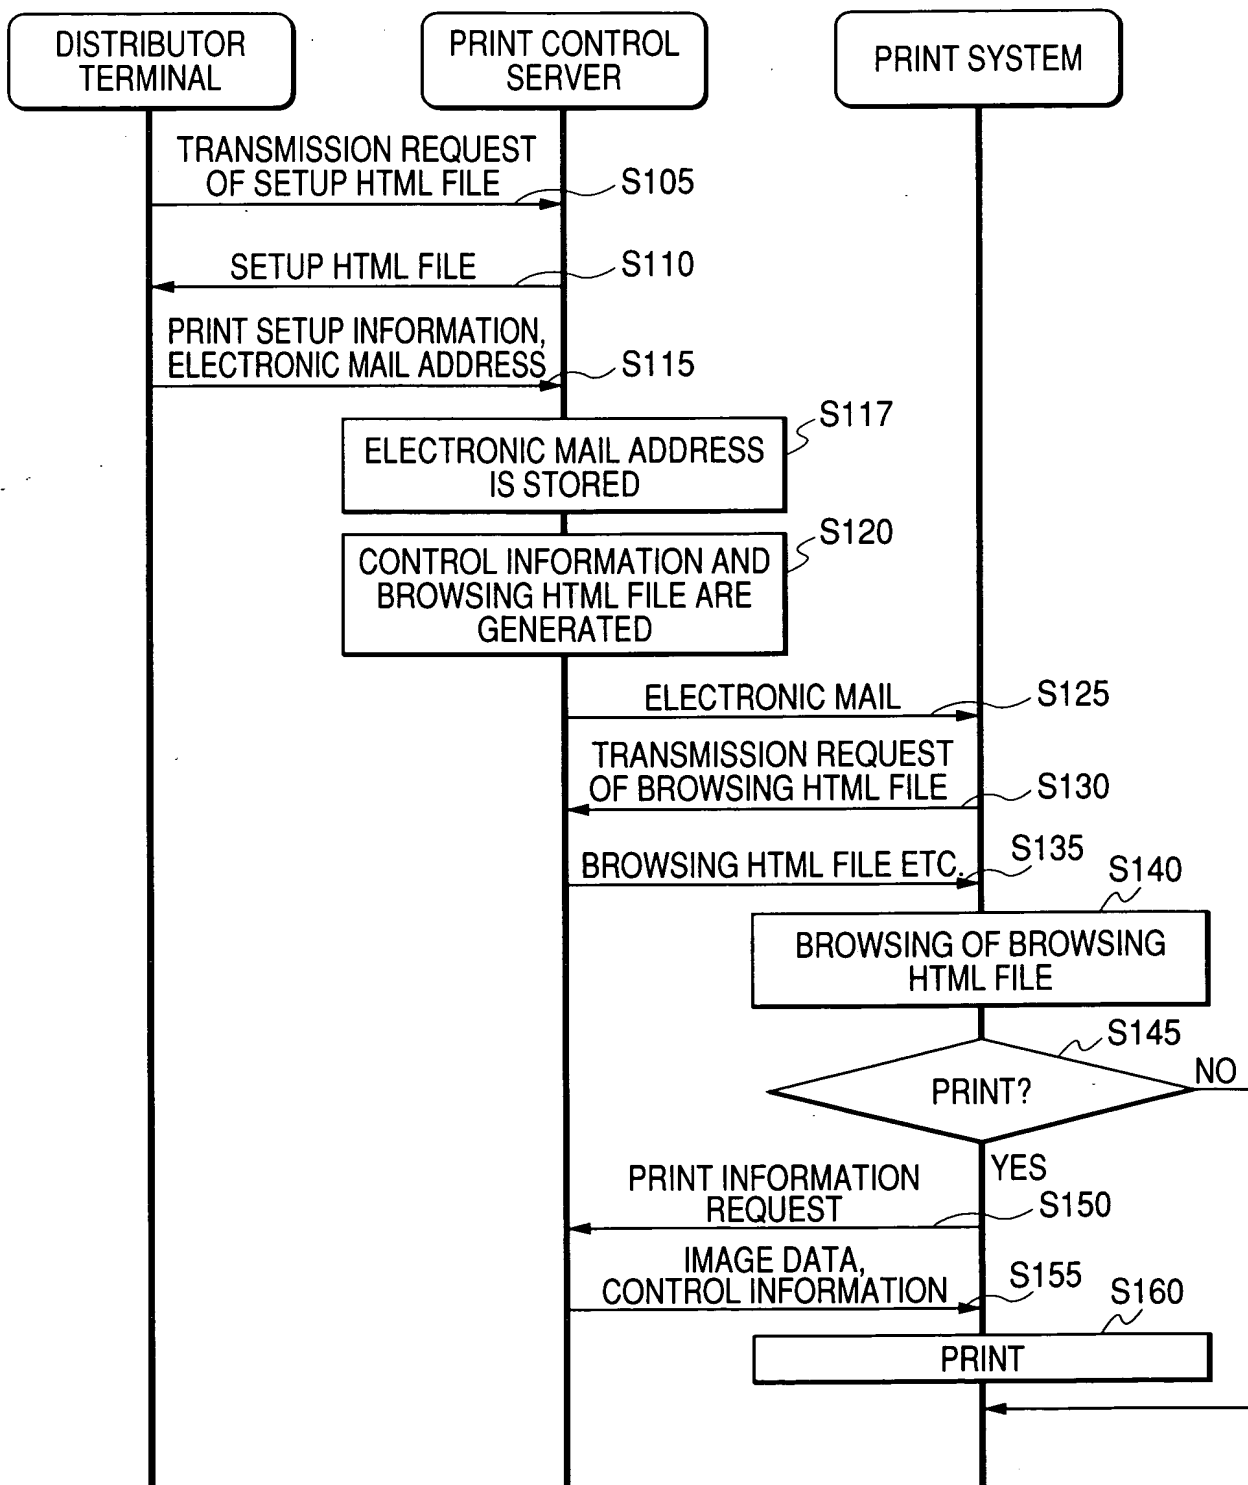 DISTRIBUTOR
TERMINAL
PRINT CONTROL
SERVER
PRINT SYSTEM
TRANSMISSION REQUEST
OF SETUP HTML FILE
S105
SETUP HTML FILE
S110
PRINT SETUP INFORMATION,
ELECTRONIC MAIL ADDRESS
S115
S117
ELECTRONIC MAIL ADDRESS
IS STORED
S120
CONTROL INFORMATION AND
BROWSING HTML FILE ARE
GENERATED
ELECTRONIC MAIL
S125
TRANSMISSION REQUEST
OF BROWSING HTML FILE
S130
BROWSING HTML FILE ETC.
S135
S140
BROWSING OF BROWSING
HTML FILE
S145
PRINT?
NO
YES
PRINT INFORMATION
REQUEST
S150
IMAGE DATA,
CONTROL INFORMATION
S155
S160
PRINT